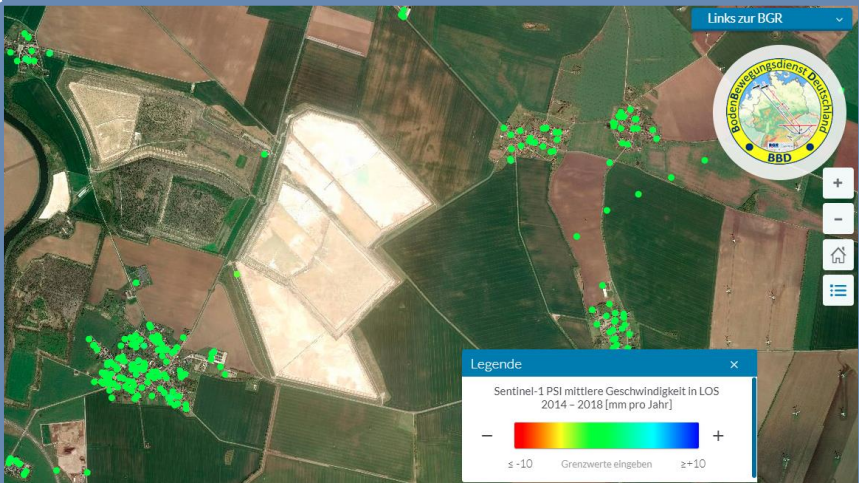 Links zur BGR
BodenBewegungsdienst Deutschland
BGR
BBD
+
−
Legende
×
Sentinel-1 PSI mittlere Geschwindigkeit in LOS
2014 – 2018 [mm pro Jahr]
− +
≤ -10 Grenzwerte eingeben ≥+10